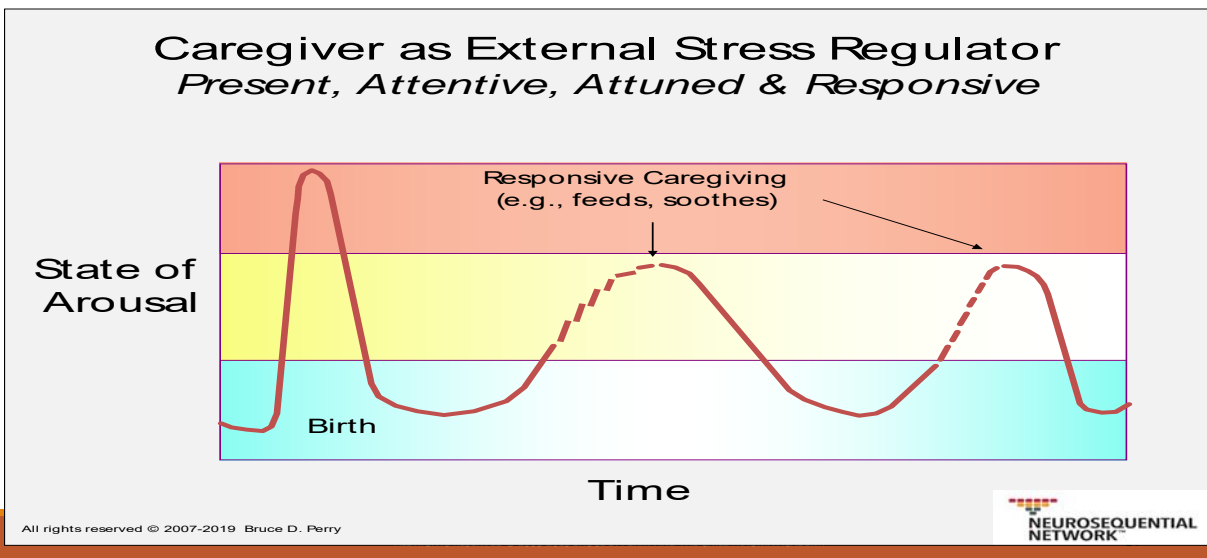 Caregiver as External Stress Regulator
Present, Attentive, Attuned & Responsive
Responsive Caregiving
(e.g., feeds, soothes)
State of
Arousal
Birth
Time
All rights reserved © 2007-2019 Bruce D. Perry
NEUROSEQUENTIAL
NETWORK™